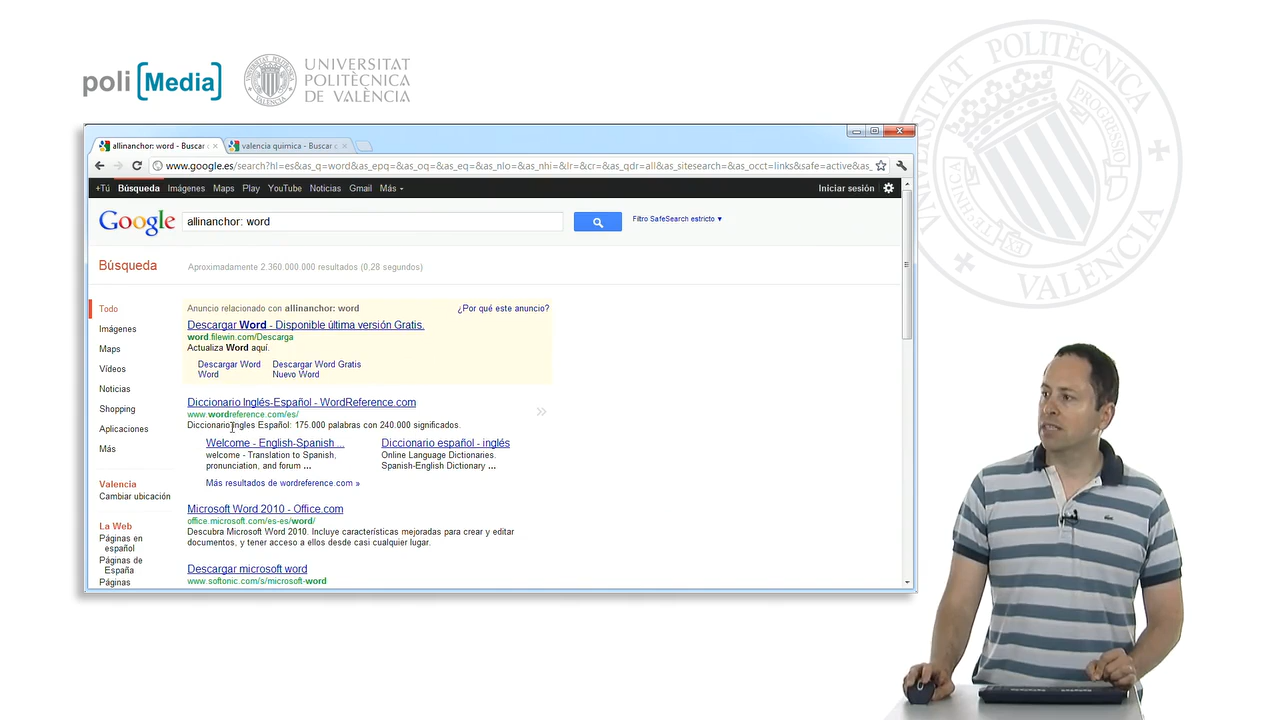 poli [Media]
UNIVERSITAT
POLITÈCNICA
DE VALÈNCIA
UNIVERSITAT POLITÈCNICA DE VALÈNCIA
PROGRESSIO
allinanchor: word - Buscar
valencia quimica - Buscar
www.google.es/search?hl=es&as_q=word&as_epq=&as_oq=&as_eq=&as_nlo=&as_nhi=&lr=&cr=&as_qdr=all&as_sitesearch=&as_occt=links&safe=active&as_
+Tú Búsqueda Imágenes Maps Play YouTube Noticias Gmail Más
Iniciar sesión
Google
allinanchor: word
Filtro SafeSearch estricto ▼
Búsqueda
Aproximadamente 2.360.000.000 resultados (0,28 segundos)
Todo
Imágenes
Maps
Vídeos
Noticias
Shopping
Aplicaciones
Más
Valencia
Cambiar ubicación
La Web
Páginas en
español
Páginas de
España
Páginas
Anuncio relacionado con allinanchor: word
¿Por qué este anuncio?
Descargar Word - Disponible última versión Gratis.
word.filewin.com/Descarga
Actualiza Word aquí.
Descargar Word Descargar Word Gratis
Word Nuevo Word
Diccionario Inglés-Español - WordReference.com
www.wordreference.com/es/
Diccionario Ingles Español: 175.000 palabras con 240.000 significados.
Welcome - English-Spanish ...
welcome - Translation to Spanish,
pronunciation, and forum ...
Diccionario español - inglés
Online Language Dictionaries.
Spanish-English Dictionary ...
Más resultados de wordreference.com »
Microsoft Word 2010 - Office.com
office.microsoft.com/es-es/word/
Descubra Microsoft Word 2010. Incluye características mejoradas para crear y editar
documentos, y tener acceso a ellos desde casi cualquier lugar.
Descargar microsoft word
www.softonic.com/s/microsoft-word